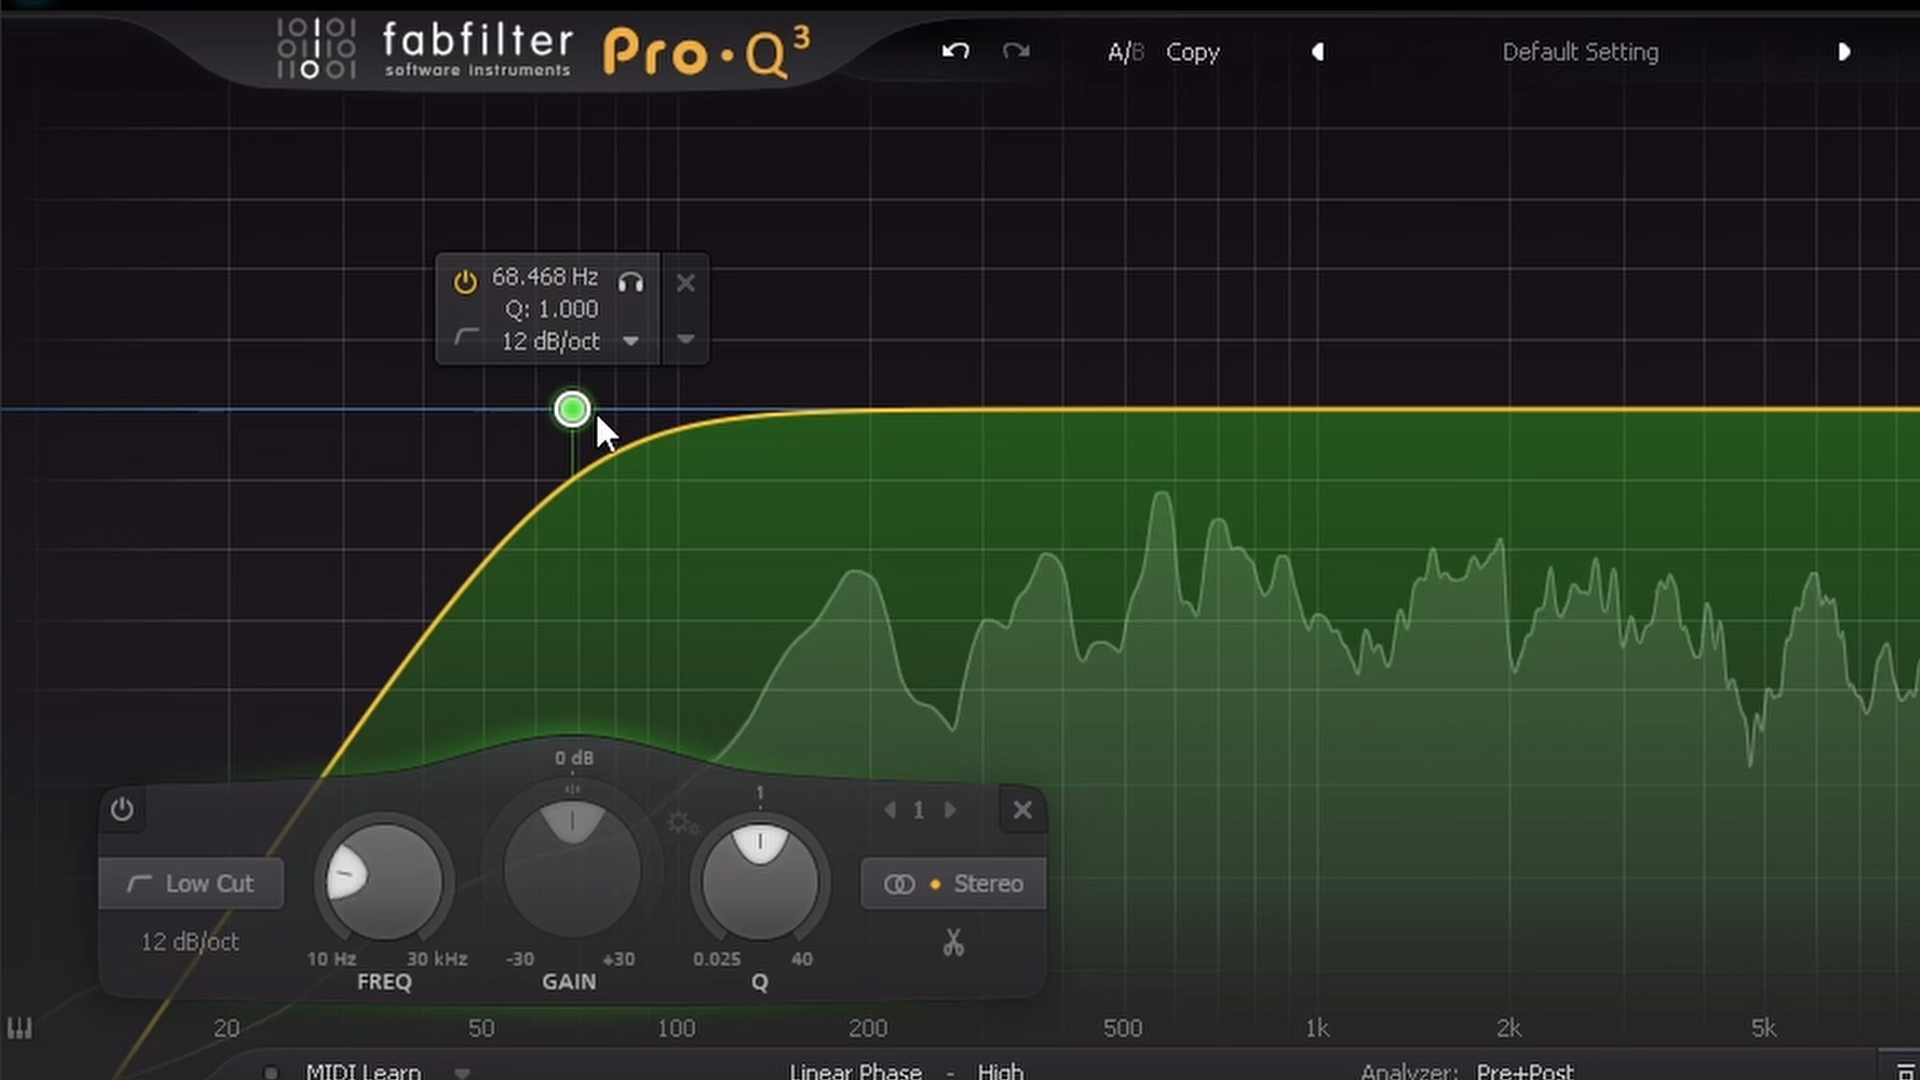 fabfilter
software instruments
Pro·Q3
A/B Copy
Default Setting
68.468 Hz
Q: 1.000
12 dB/oct
0 dB
1
1
Low Cut
Stereo
12 dB/oct
10 Hz 30 kHz
-30 +30
0.025 40
FREQ
GAIN
Q
20 50 100 200 500 1k 2k 5k
MIDI Learn
Linear Phase - High
Analyzer: Pre+Post